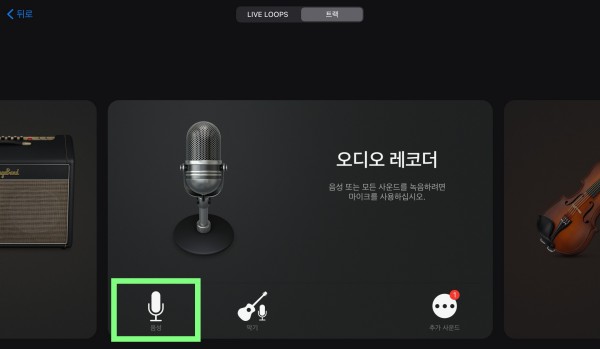 뒤로
LIVE LOOPS
트랙
오디오 레코더
음성 또는 모든 사운드를 녹음하려면
마이크를 사용하십시오.
음성
악기
1
추가 사운드